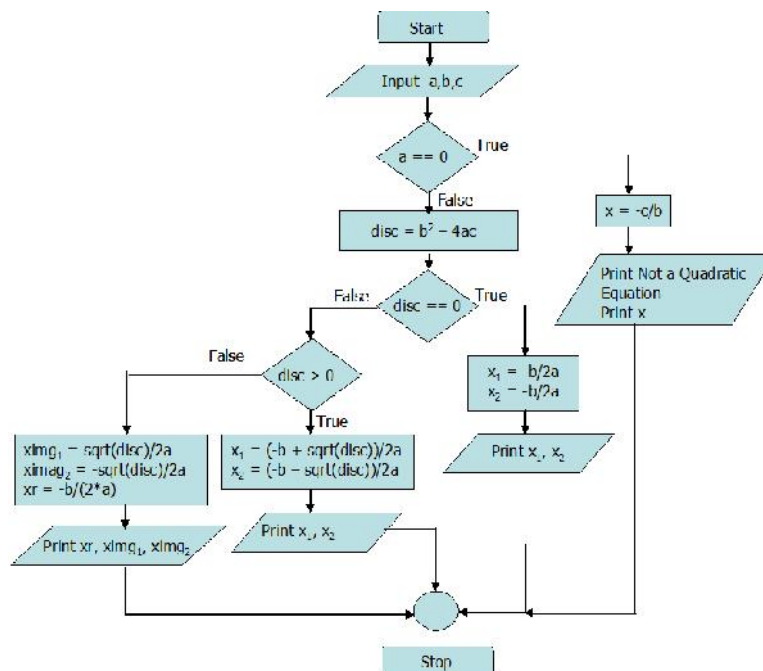 Start
Input a,b,c
True
a == 0
False
x = -c/b
disc = b² – 4ac
Print Not a Quadratic
Equation
Print x
False
disc == 0
True
False
disc > 0
x₁ = b/2a
x₂ = -b/2a
True
ximg₁ = sqrt(disc)/2a
ximag₂ = -sqrt(disc)/2a
xr = -b/(2*a)
x₁ = (-b + sqrt(disc))/2a
x₂ = (-b – sqrt(disc))/2a
Print x₁, x₂
Print xr, ximg₁, ximg₂
Print x₁, x₂
Stop